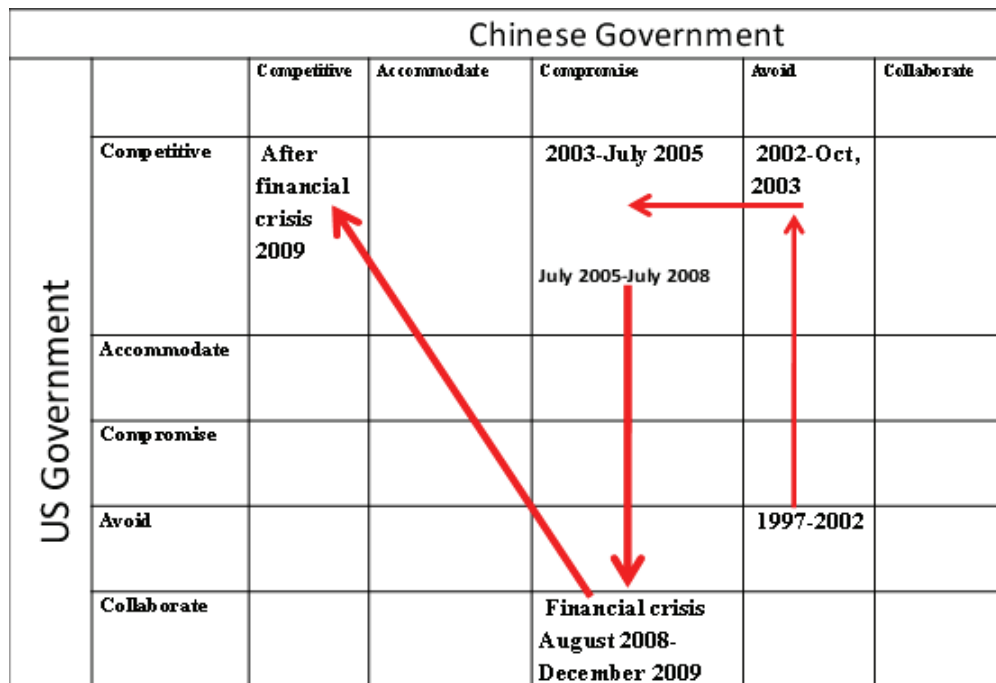 Chinese Government
Competitive
Accommodate
Compromise
Avoid
Collaborate
US Government
Competitive
After
financial
crisis
2009
2003-July 2005
July 2005-July 2008
2002-Oct,
2003
Accommodate
Compromise
Avoid
1997-2002
Collaborate
Financial crisis
August 2008-
December 2009